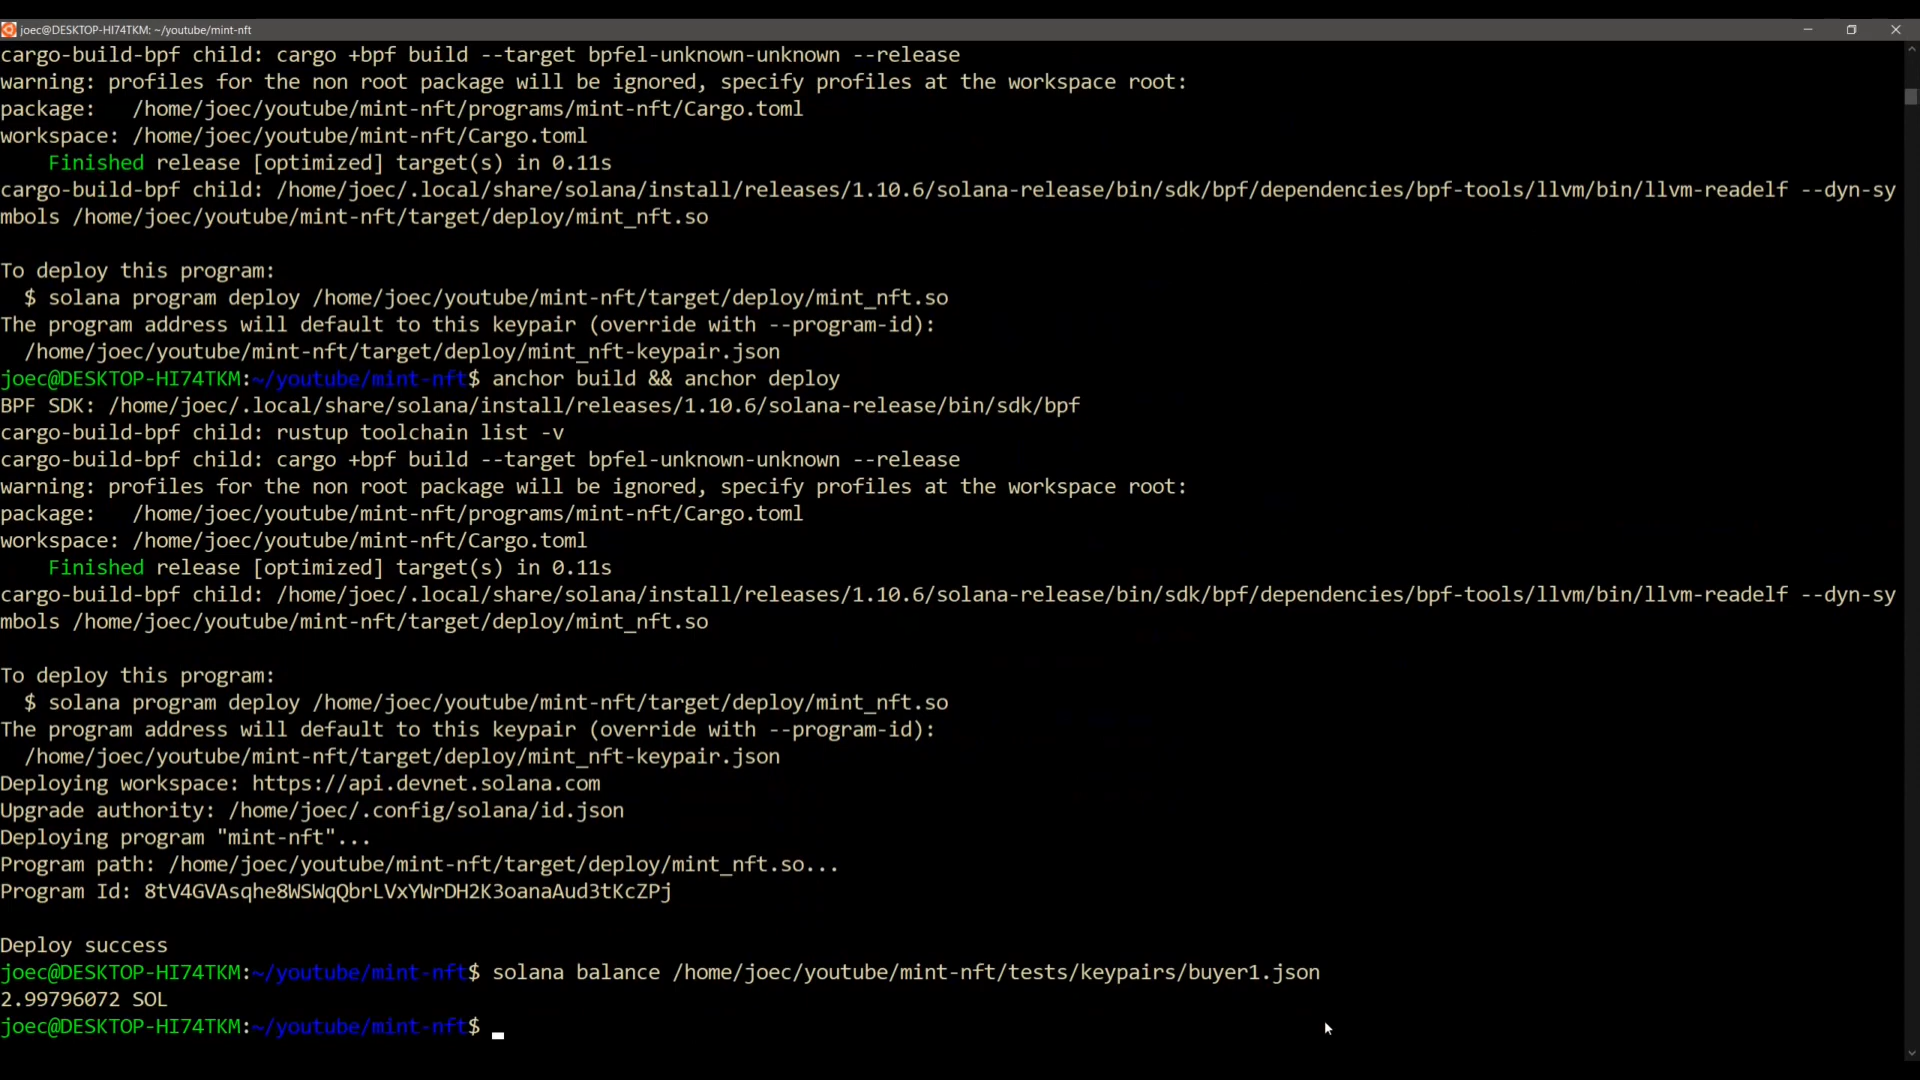 joec@DESKTOP-HI74TKM: ~/youtube/mint-nft
cargo-build-bpf child: cargo +bpf build --target bpfel-unknown-unknown --release
warning: profiles for the non root package will be ignored, specify profiles at the workspace root:
package:   /home/joec/youtube/mint-nft/programs/mint-nft/Cargo.toml
workspace: /home/joec/youtube/mint-nft/Cargo.toml
    Finished release [optimized] target(s) in 0.11s
cargo-build-bpf child: /home/joec/.local/share/solana/install/releases/1.10.6/solana-release/bin/sdk/bpf/dependencies/bpf-tools/llvm/bin/llvm-readelf --dyn-sy
mbols /home/joec/youtube/mint-nft/target/deploy/mint_nft.so
To deploy this program:
  $ solana program deploy /home/joec/youtube/mint-nft/target/deploy/mint_nft.so
The program address will default to this keypair (override with --program-id):
  /home/joec/youtube/mint-nft/target/deploy/mint_nft-keypair.json
joec@DESKTOP-HI74TKM:~/youtube/mint-nft$ anchor build && anchor deploy
BPF SDK: /home/joec/.local/share/solana/install/releases/1.10.6/solana-release/bin/sdk/bpf
cargo-build-bpf child: rustup toolchain list -v
cargo-build-bpf child: cargo +bpf build --target bpfel-unknown-unknown --release
warning: profiles for the non root package will be ignored, specify profiles at the workspace root:
package:   /home/joec/youtube/mint-nft/programs/mint-nft/Cargo.toml
workspace: /home/joec/youtube/mint-nft/Cargo.toml
    Finished release [optimized] target(s) in 0.11s
cargo-build-bpf child: /home/joec/.local/share/solana/install/releases/1.10.6/solana-release/bin/sdk/bpf/dependencies/bpf-tools/llvm/bin/llvm-readelf --dyn-sy
mbols /home/joec/youtube/mint-nft/target/deploy/mint_nft.so
To deploy this program:
  $ solana program deploy /home/joec/youtube/mint-nft/target/deploy/mint_nft.so
The program address will default to this keypair (override with --program-id):
  /home/joec/youtube/mint-nft/target/deploy/mint_nft-keypair.json
Deploying workspace: https://api.devnet.solana.com
Upgrade authority: /home/joec/.config/solana/id.json
Deploying program "mint-nft"...
Program path: /home/joec/youtube/mint-nft/target/deploy/mint_nft.so...
Program Id: 8tV4GVAsqhe8WSWqQbrLVxYWrDH2K3oanaAud3tKcZPj
Deploy success
joec@DESKTOP-HI74TKM:~/youtube/mint-nft$ solana balance /home/joec/youtube/mint-nft/tests/keypairs/buyer1.json
2.99796072 SOL
joec@DESKTOP-HI74TKM:~/youtube/mint-nft$